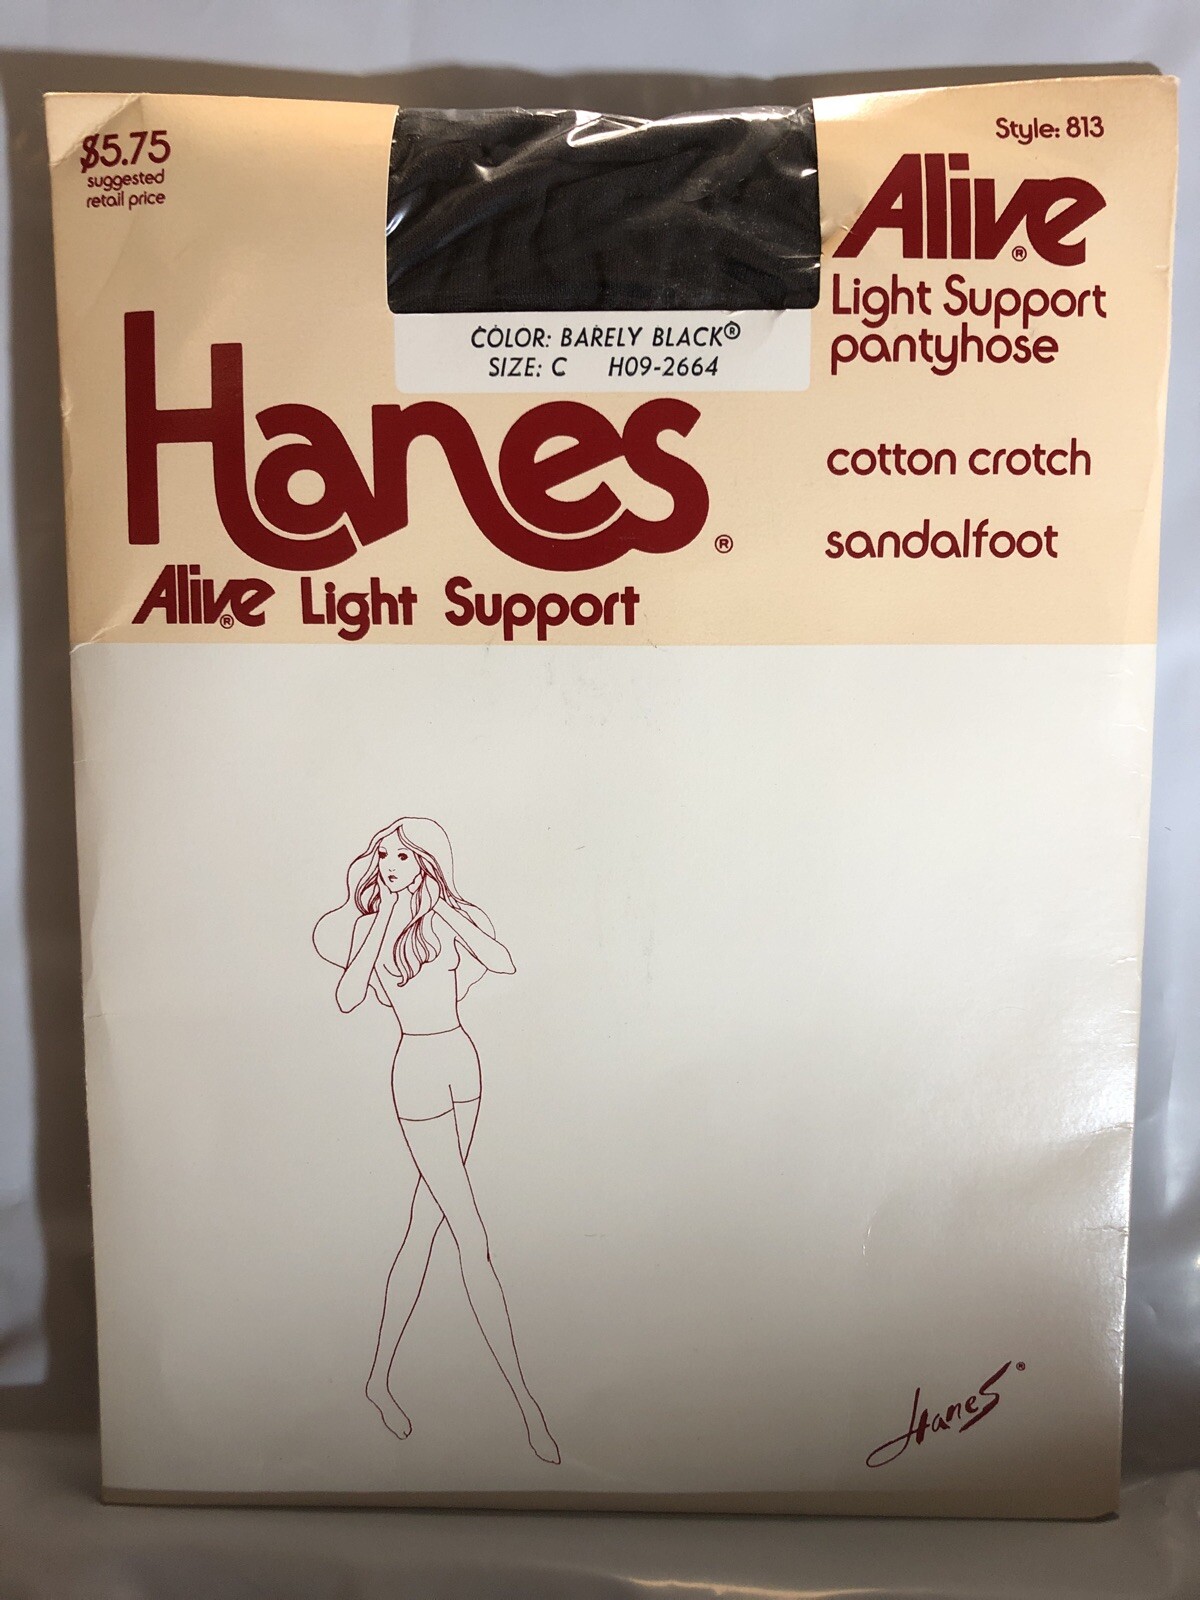 $5.75
suggested
retail price
Style: 813
Alive®
Light Support
pantyhose
COLOR: BARELY BLACK®
SIZE: C H09-2664
Hanes®
cotton crotch
sandalfoot
Alive® Light Support
Hanes®